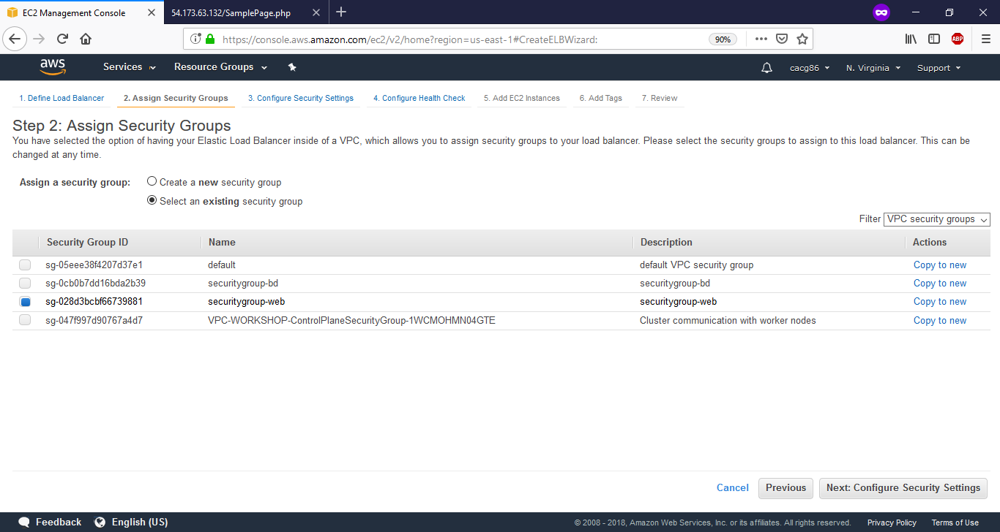 EC2 Management Console
54.173.63.132/SamplePage.php
https://console.aws.amazon.com/ec2/v2/home?region=us-east-1#CreateELBWizard:
90%
ABP
aws
Services
Resource Groups
cacg86
N. Virginia
Support
1. Define Load Balancer
2. Assign Security Groups
3. Configure Security Settings
4. Configure Health Check
5. Add EC2 Instances
6. Add Tags
7. Review
Step 2: Assign Security Groups
You have selected the option of having your Elastic Load Balancer inside of a VPC, which allows you to assign security groups to your load balancer. Please select the security groups to assign to this load balancer. This can be
changed at any time.
Assign a security group:
Create a new security group
Select an existing security group
Filter VPC security groups
Security Group ID Name Description Actions
sg-05eee38f4207d37e1 default default VPC security group Copy to new
sg-0cb0b7dd16bda2b39 securitygroup-bd securitygroup-bd Copy to new
sg-028d3bcbf66739881 securitygroup-web securitygroup-web Copy to new
sg-047f997d90767a4d7 VPC-WORKSHOP-ControlPlaneSecurityGroup-1WCMOHMN04GTE Cluster communication with worker nodes Copy to new
Cancel
Previous
Next: Configure Security Settings
Feedback
English (US)
© 2008 - 2018, Amazon Web Services, Inc. or its affiliates. All rights reserved.
Privacy Policy
Terms of Use